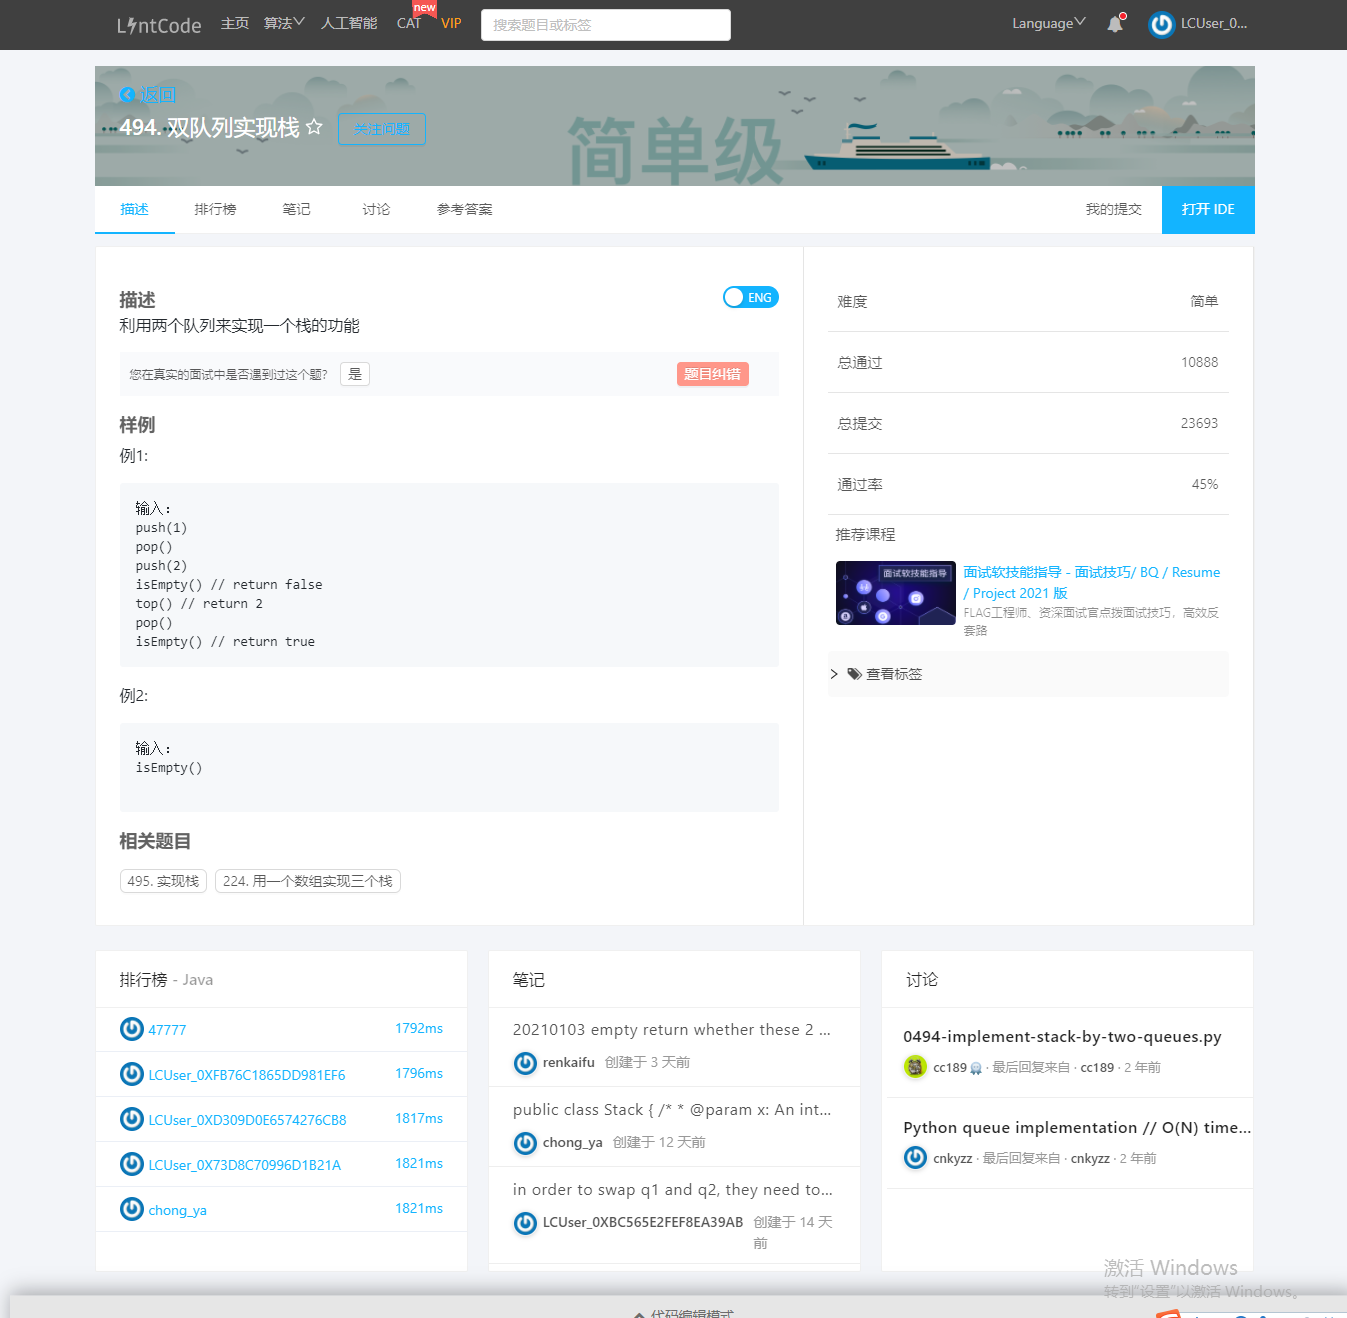 LintCode 主页 算法 人工智能 CAT new VIP 搜索题目或标签 Language LCUser_0...
返回
494. 双队列实现栈 关注问题
简单级
描述 排行榜 笔记 讨论 参考答案 我的提交 打开 IDE
描述 ENG
利用两个队列来实现一个栈的功能
您在真实的面试中是否遇到过这个题? 是 题目纠错
样例
例1:
输入:
push(1)
pop()
push(2)
isEmpty() // return false
top() // return 2
pop()
isEmpty() // return true
例2:
输入:
isEmpty()
相关题目
495. 实现栈 224. 用一个数组实现三个栈
难度 简单
总通过 10888
总提交 23693
通过率 45%
推荐课程
面试软技能指导
面试软技能指导 - 面试技巧/ BQ / Resume
/ Project 2021 版
FLAG工程师、资深面试官点拨面试技巧，高效反
套路
查看标签
排行榜 - Java
47777 1792ms
LCUser_0XFB76C1865DD981EF6 1796ms
LCUser_0XD309D0E6574276CB8 1817ms
LCUser_0X73D8C70996D1B21A 1821ms
chong_ya 1821ms
笔记
20210103 empty return whether these 2 ...
renkaifu 创建于 3 天前
public class Stack { /* * @param x: An int...
chong_ya 创建于 12 天前
in order to swap q1 and q2, they need to...
LCUser_0XBC565E2FEF8EA39AB 创建于 14 天
前
讨论
0494-implement-stack-by-two-queues.py
cc189 · 最后回复来自 · cc189 · 2 年前
Python queue implementation // O(N) time...
cnkyzz · 最后回复来自 · cnkyzz · 2 年前
激活 Windows
转到"设置"以激活 Windows。
代码编辑模式